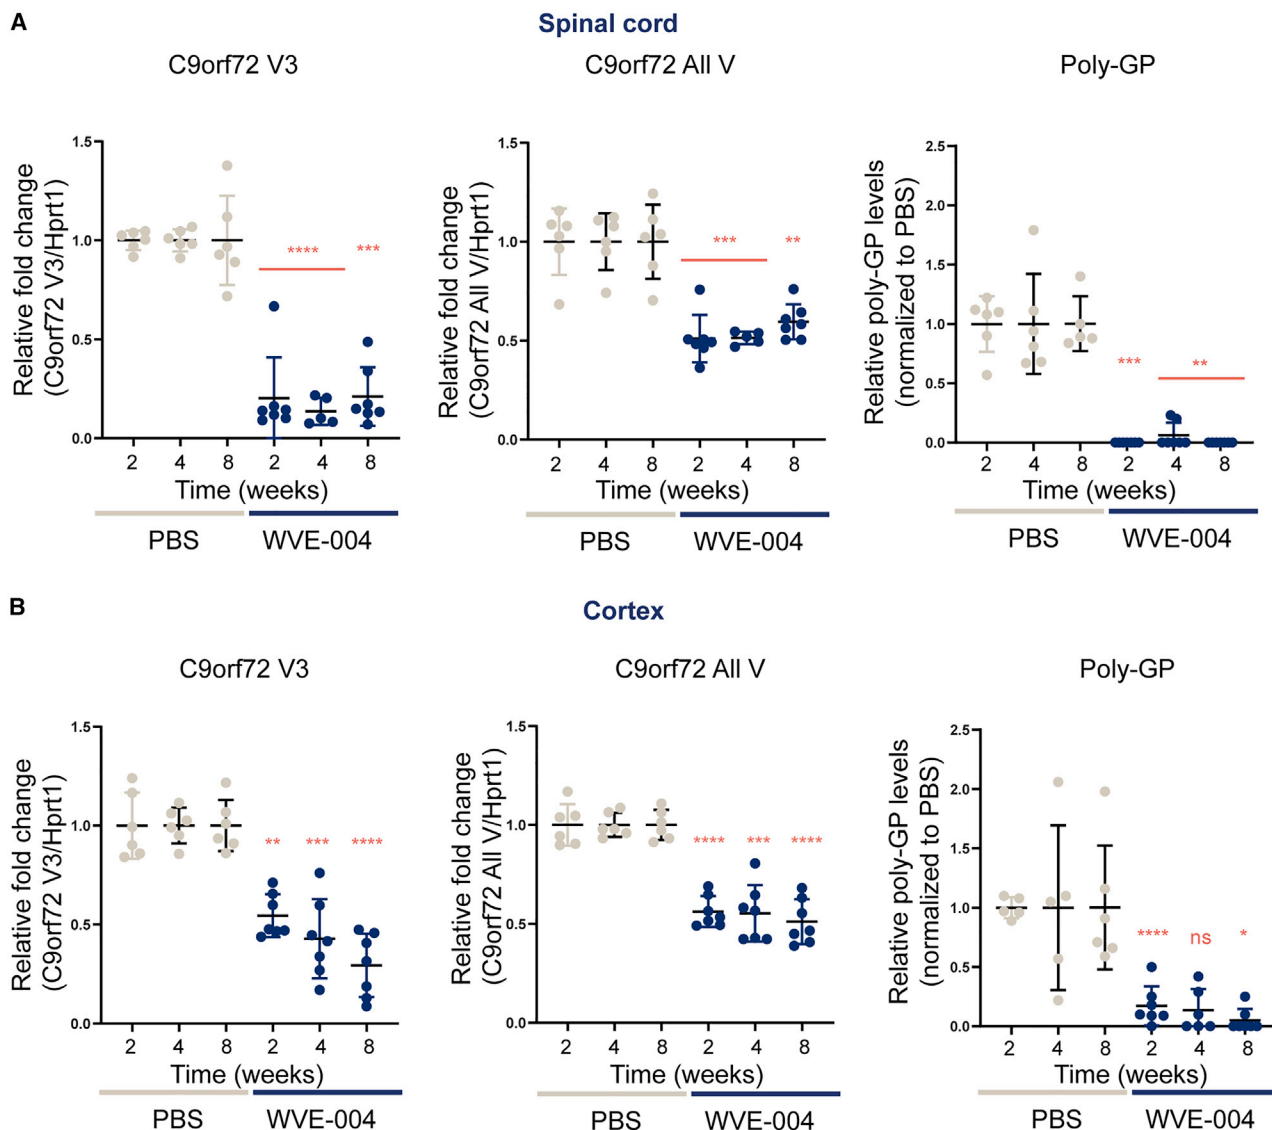 A
Spinal cord
C9orf72 V3
C9orf72 All V
Poly-GP
Relative fold change
(C9orf72 V3/Hprt1)
1.5
1.0
0.5
0.0
****
***
2 4 8 2 4 8
Time (weeks)
PBS WVE-004
Relative fold change
(C9orf72 All V/Hprt1)
1.5
1.0
0.5
0.0
***
**
2 4 8 2 4 8
Time (weeks)
PBS WVE-004
Relative poly-GP levels
(normalized to PBS)
2.5
2.0
1.5
1.0
0.5
0.0
***
**
2 4 8 2 4 8
Time (weeks)
PBS WVE-004
B
Cortex
C9orf72 V3
C9orf72 All V
Poly-GP
Relative fold change
(C9orf72 V3/Hprt1)
1.5
1.0
0.5
0.0
** *** ****
2 4 8 2 4 8
Time (weeks)
PBS WVE-004
Relative fold change
(C9orf72 All V/Hprt1)
1.5
1.0
0.5
0.0
**** *** ****
2 4 8 2 4 8
Time (weeks)
PBS WVE-004
Relative poly-GP levels
(normalized to PBS)
2.5
2.0
1.5
1.0
0.5
0.0
**** ns *
2 4 8 2 4 8
Time (weeks)
PBS WVE-004